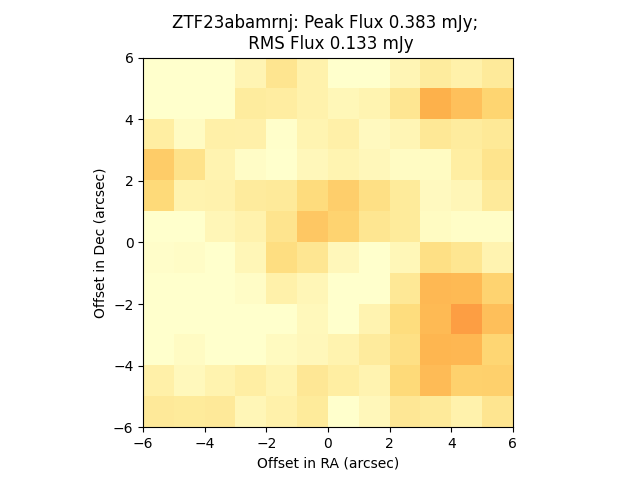 ZTF23abamrnj: Peak Flux 0.383 mJy;
RMS Flux 0.133 mJy
6
4
2
0
−2
−4
−6
Offset in Dec (arcsec)
−6 −4 −2 0 2 4 6
Offset in RA (arcsec)